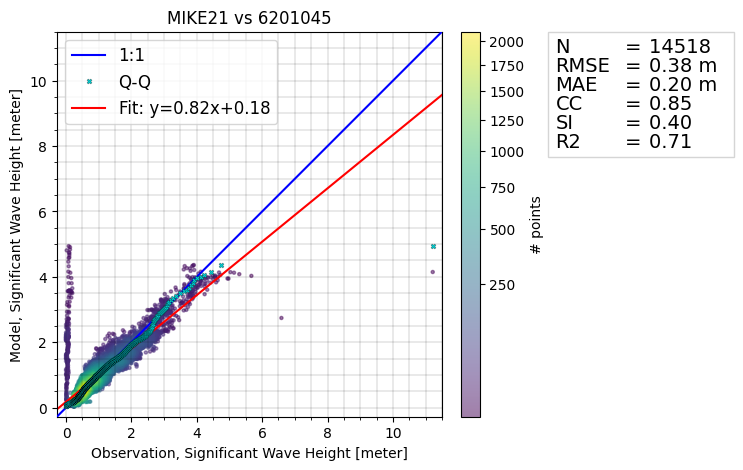 MIKE21 vs 6201045
1:1
Q-Q
Fit: y=0.82x+0.18
Model, Significant Wave Height [meter]
10
8
6
4
2
0
0 2 4 6 8 10
Observation, Significant Wave Height [meter]
2000
1750
1500
1250
1000
750
500
250
# points
N = 14518
RMSE = 0.38 m
MAE = 0.20 m
CC = 0.85
SI = 0.40
R2 = 0.71